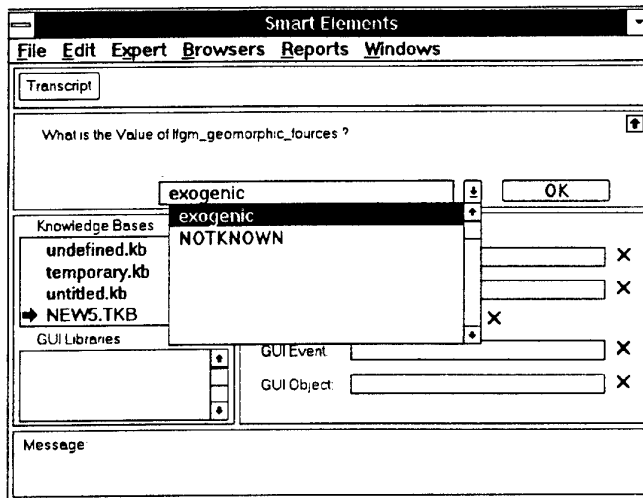 Smart Elements
File Edit Expert Browsers Reports Windows
Transcript
What is the Value of lfgm_geomorphic_fources ?
exogenic
OK
exogenic
NOTKNOWN
Knowledge Bases
undefined.kb
temporary.kb
untitled.kb
NEW5.TKB
GUI Libraries
GUI Event:
GUI Object:
Message: